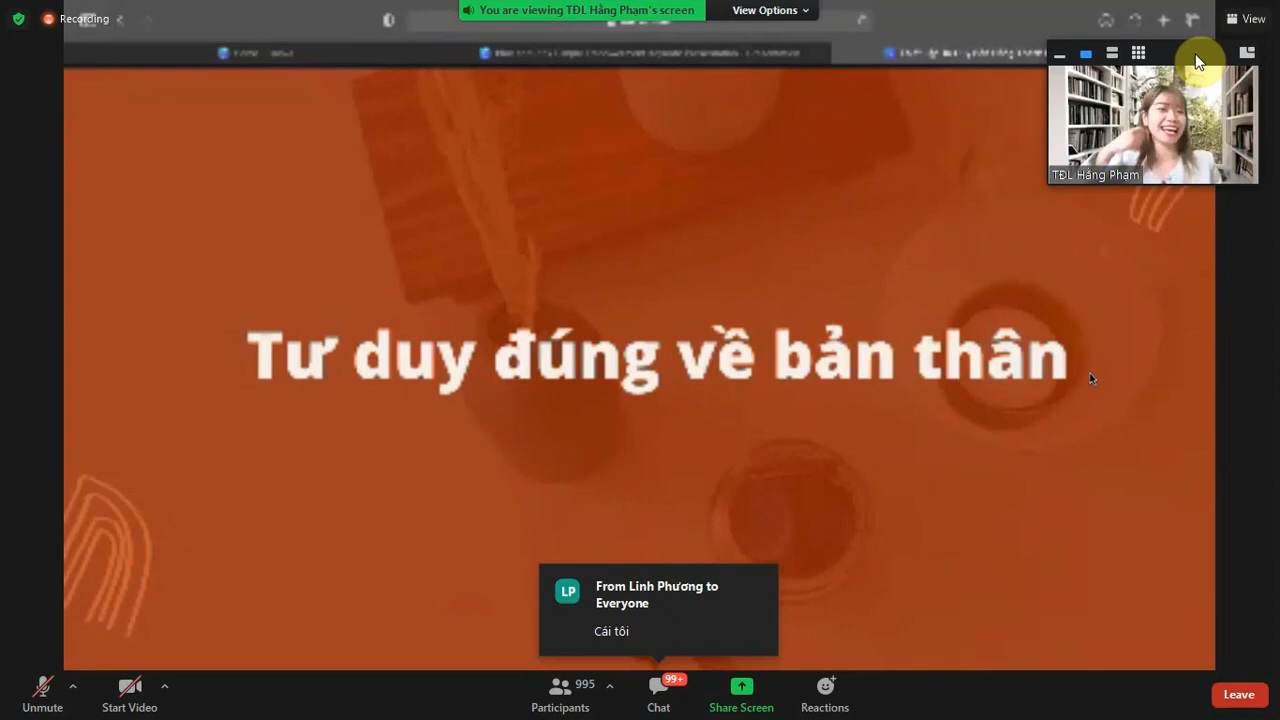 Recording
You are viewing TĐL Hằng Phạm's screen
View Options
View
TĐL Hằng Phạm
Tư duy đúng về bản thân
LP
From Linh Phương to
Everyone
Cái tôi
Unmute
Start Video
995
Participants
99+
Chat
Share Screen
Reactions
Leave